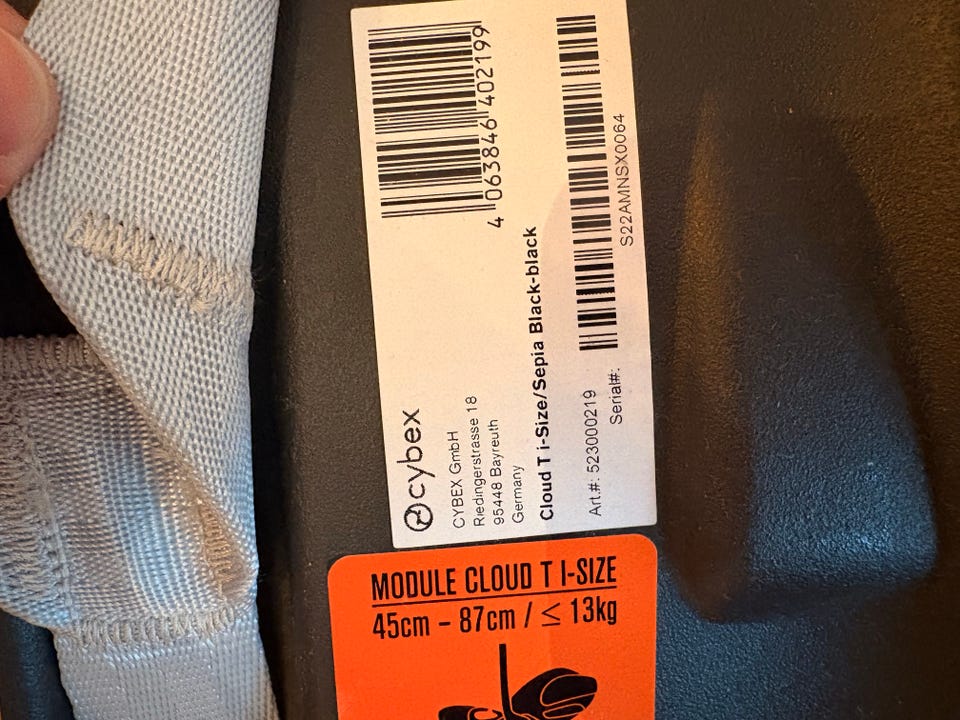 cybex
CYBEX GmbH
Riedingerstrasse 18
95448 Bayreuth
Germany
4 063846 402199
Cloud T i-Size/Sepia Black-black
Art.#: 523000219
Serial#:
S22AMNSX0064
MODULE CLOUD T I-SIZE
45cm – 87cm / ≤ 13kg